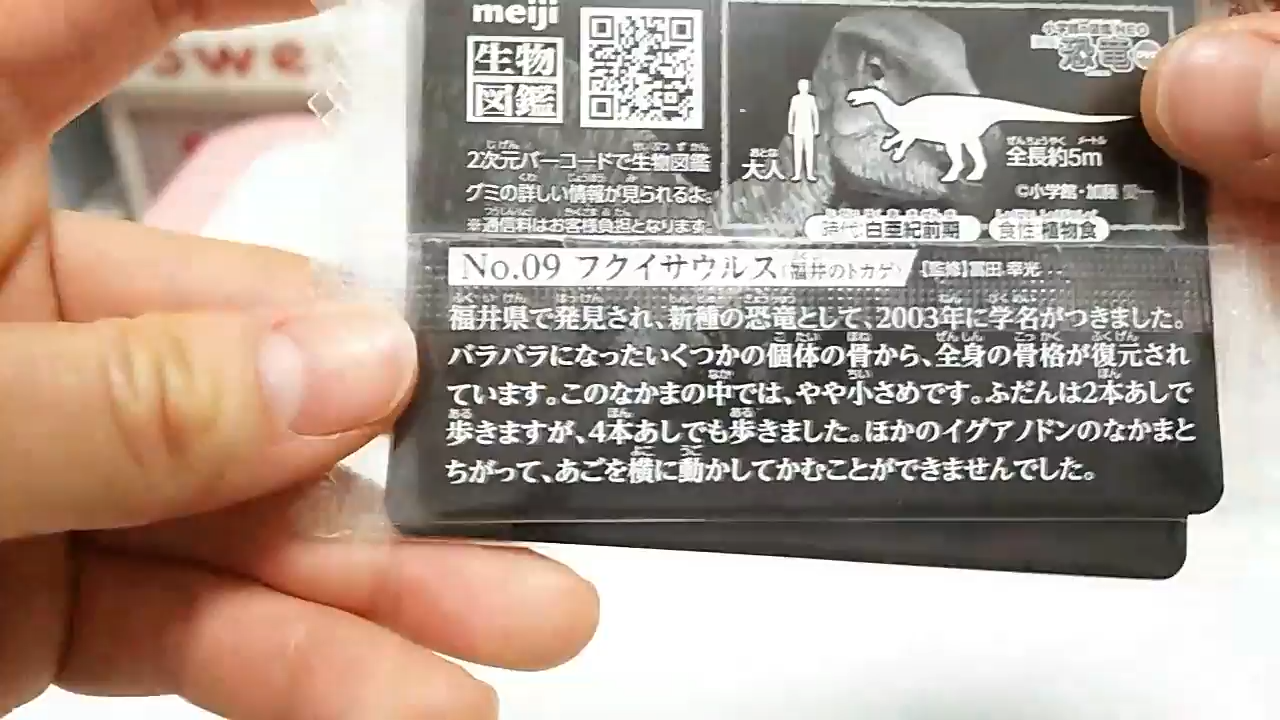 meiji
生物
図鑑
2次元バーコードで生物図鑑
グミの詳しい情報が見られるよ。
※通信料はお客様負担となります
小学館の図鑑 NEO
恐竜
大人
全長約5m
©小学館・加藤 愛一
時代:白亜紀前期
食性:植物食
No.09 フクイサウルス(福井のトカゲ)
【監修】冨田 幸光
福井県で発見され、新種の恐竜として、2003年に学名がつきました。
バラバラになったいくつかの個体の骨から、全身の骨格が復元され
ています。このなかまの中では、やや小さめです。ふだんは2本あしで
歩きますが、4本あしでも歩きました。ほかのイグアノドンのなかまと
ちがって、あごを横に動かしてかむことができませんでした。